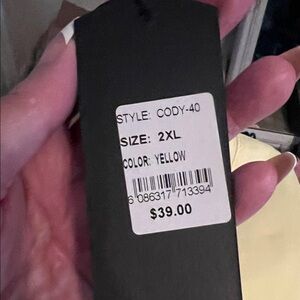 STYLE: CODY-40
SIZE: 2XL
COLOR: YELLOW
6 086317 713394
$39.00